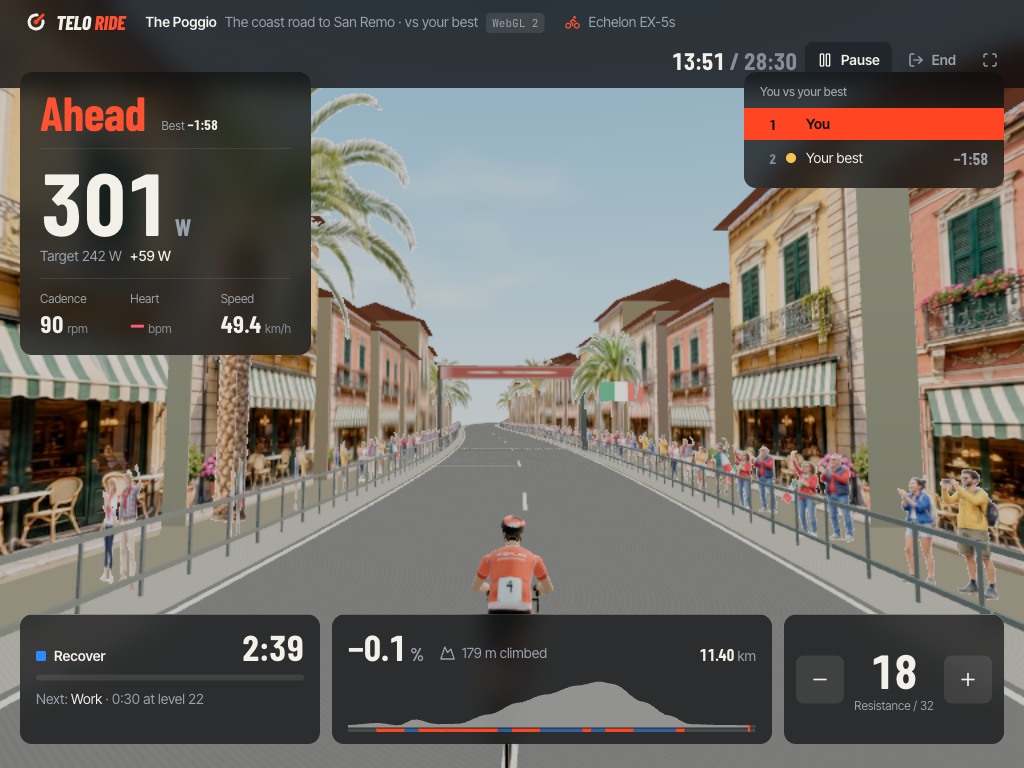 TELO RIDE The Poggio The coast road to San Remo · vs your best WebGL 2 Echelon EX-5s
13:51 / 28:30 Pause End
Ahead Best −1:58
301 W
Target 242 W +59 W
Cadence Heart Speed
90 rpm – bpm 49.4 km/h
You vs your best
1 You
2 Your best −1:58
4
Recover 2:39
Next: Work · 0:30 at level 22
−0.1 % 179 m climbed 11.40 km
− 18 +
Resistance / 32